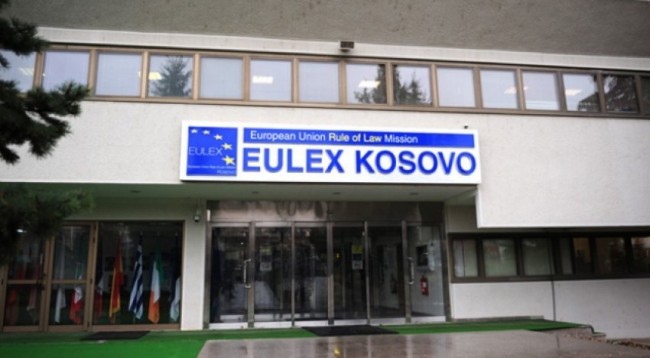 European Union Rule of Law Mission
EULEX KOSOVO
EULEX